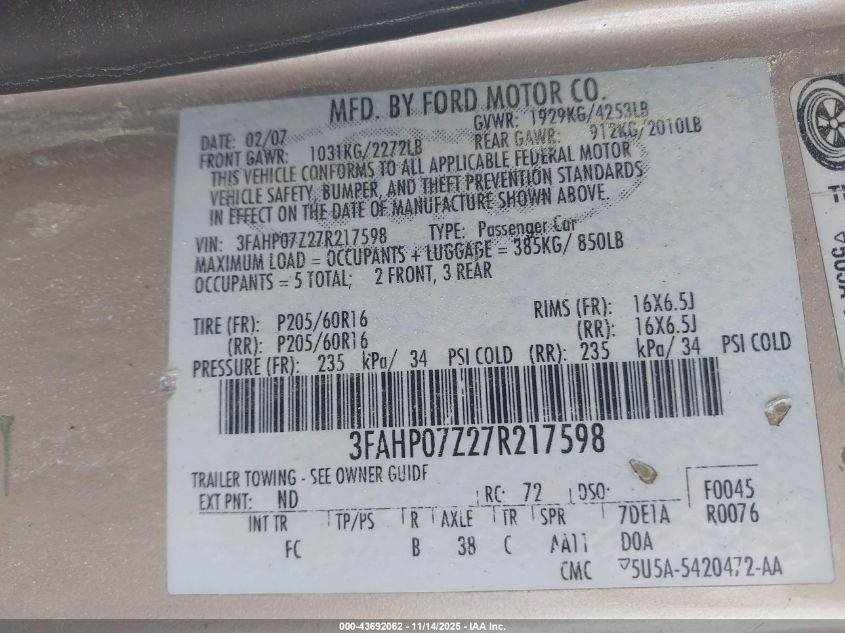 MFD. BY FORD MOTOR CO.
DATE: 02/07 GVWR: 1929KG/4253LB
FRONT GAWR: 1031KG/2272LB REAR GAWR: 912KG/2010LB
THIS VEHICLE CONFORMS TO ALL APPLICABLE FEDERAL MOTOR
VEHICLE SAFETY, BUMPER, AND THEFT PREVENTION STANDARDS
IN EFFECT ON THE DATE OF MANUFACTURE SHOWN ABOVE.
VIN: 3FAHP07Z27R217598 TYPE: Passenger Car
MAXIMUM LOAD = OCCUPANTS + LUGGAGE = 385KG/ 850LB
OCCUPANTS = 5 TOTAL; 2 FRONT, 3 REAR
TIRE (FR): P205/60R16 RIMS (FR): 16X6.5J
(RR): P205/60R16 (RR): 16X6.5J
PRESSURE (FR): 235 kPa/ 34 PSI COLD (RR): 235 kPa/ 34 PSI COLD
3FAHP07Z27R217598
TRAILER TOWING - SEE OWNER GUIDE
EXT PNT: ND RC: 72 DSO: F0045
INT TR TP/PS R AXLE TR SPR 7DE1A R0076
FC B 38 C AA11 DOA
CMC 5U5A-5420472-AA
000-43692062 - 11/14/2025 - IAA Inc.